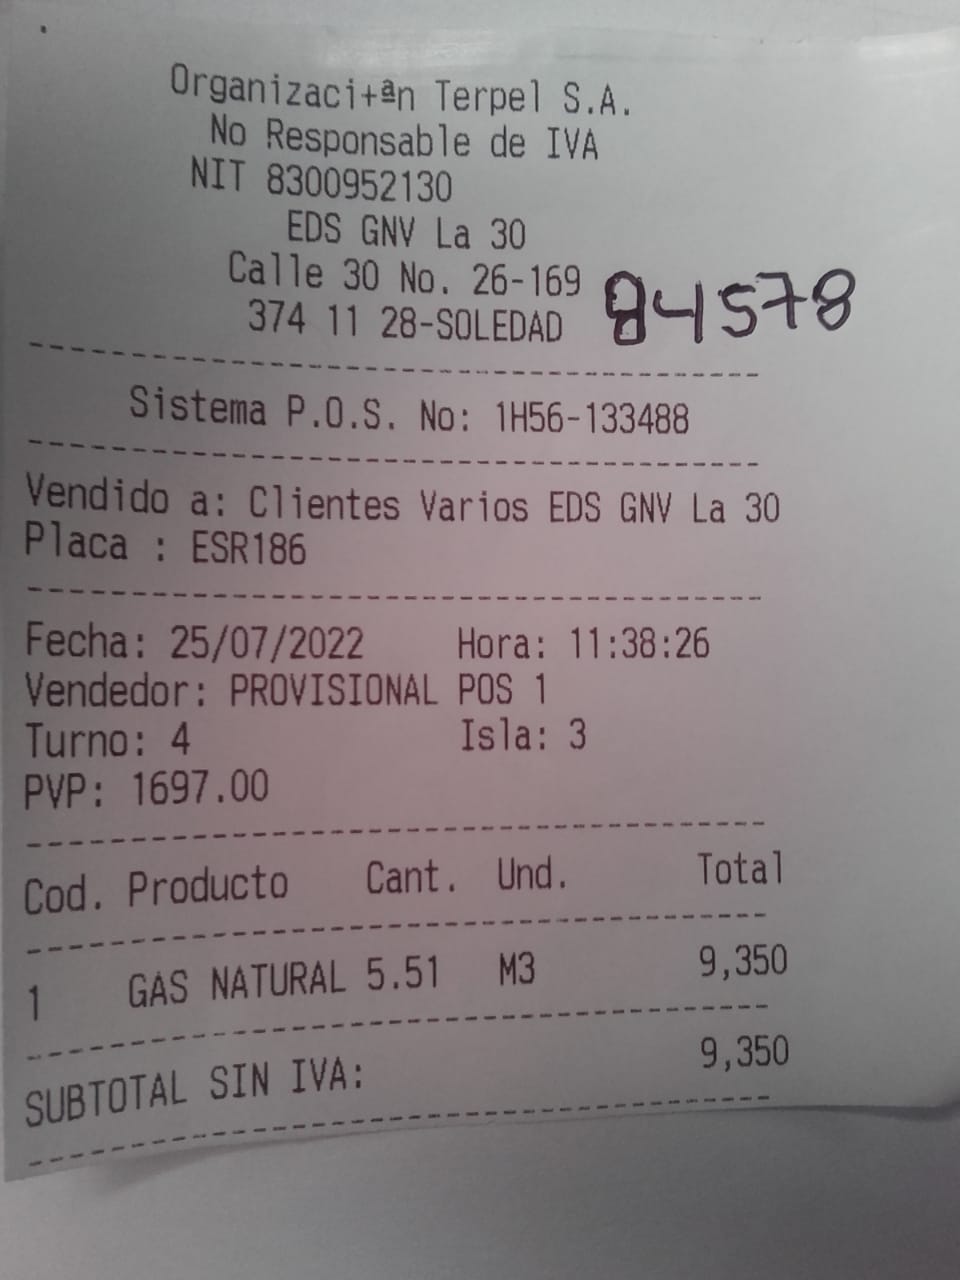 Organizaci+ªn Terpel S.A.
No Responsable de IVA
NIT 8300952130
EDS GNV La 30
Calle 30 No. 26-169
374 11 28-SOLEDAD
84578
Sistema P.O.S. No: 1H56-133488
Vendido a: Clientes Varios EDS GNV La 30
Placa : ESR186
Fecha: 25/07/2022 Hora: 11:38:26
Vendedor: PROVISIONAL POS 1
Turno: 4 Isla: 3
PVP: 1697.00
Cod. Producto Cant. Und. Total
1 GAS NATURAL 5.51 M3 9,350
SUBTOTAL SIN IVA: 9,350